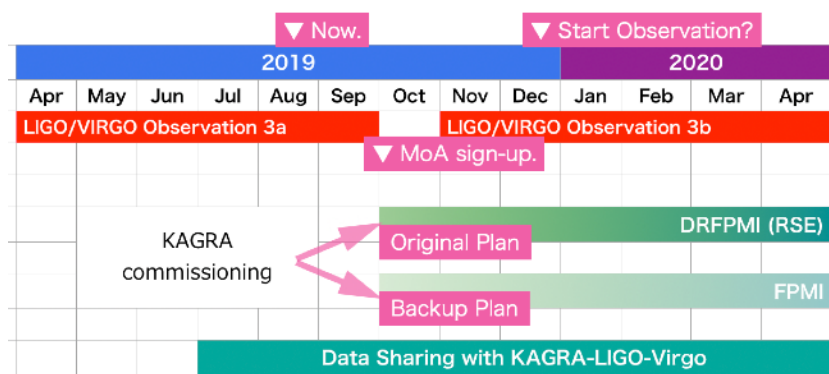 ▼ Now.
▼ Start Observation?
2019
2020
Apr May Jun Jul Aug Sep Oct Nov Dec Jan Feb Mar Apr
LIGO/VIRGO Observation 3a
LIGO/VIRGO Observation 3b
▼ MoA sign-up.
KAGRA
commissioning
Original Plan
DRFPMI (RSE)
Backup Plan
FPMI
Data Sharing with KAGRA-LIGO-Virgo